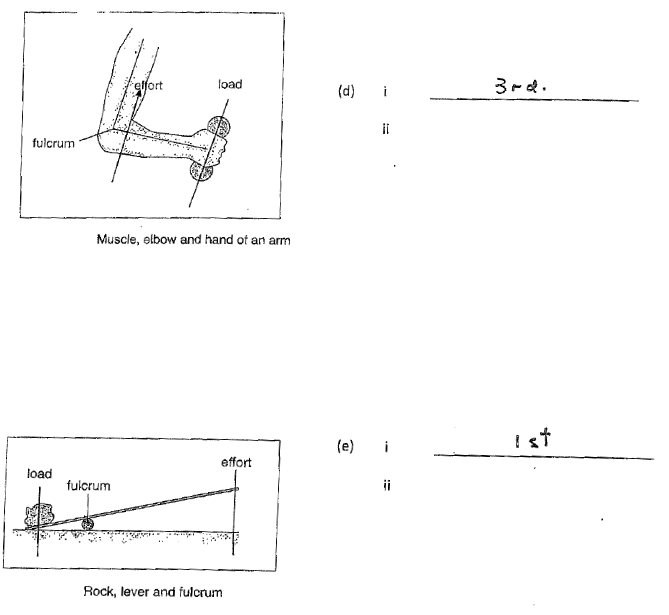 effort
load
fulcrum
(d) i 3rd.
ii
Muscle, elbow and hand of an arm
load
fulcrum
effort
(e) i 1st
ii
Rock, lever and fulcrum